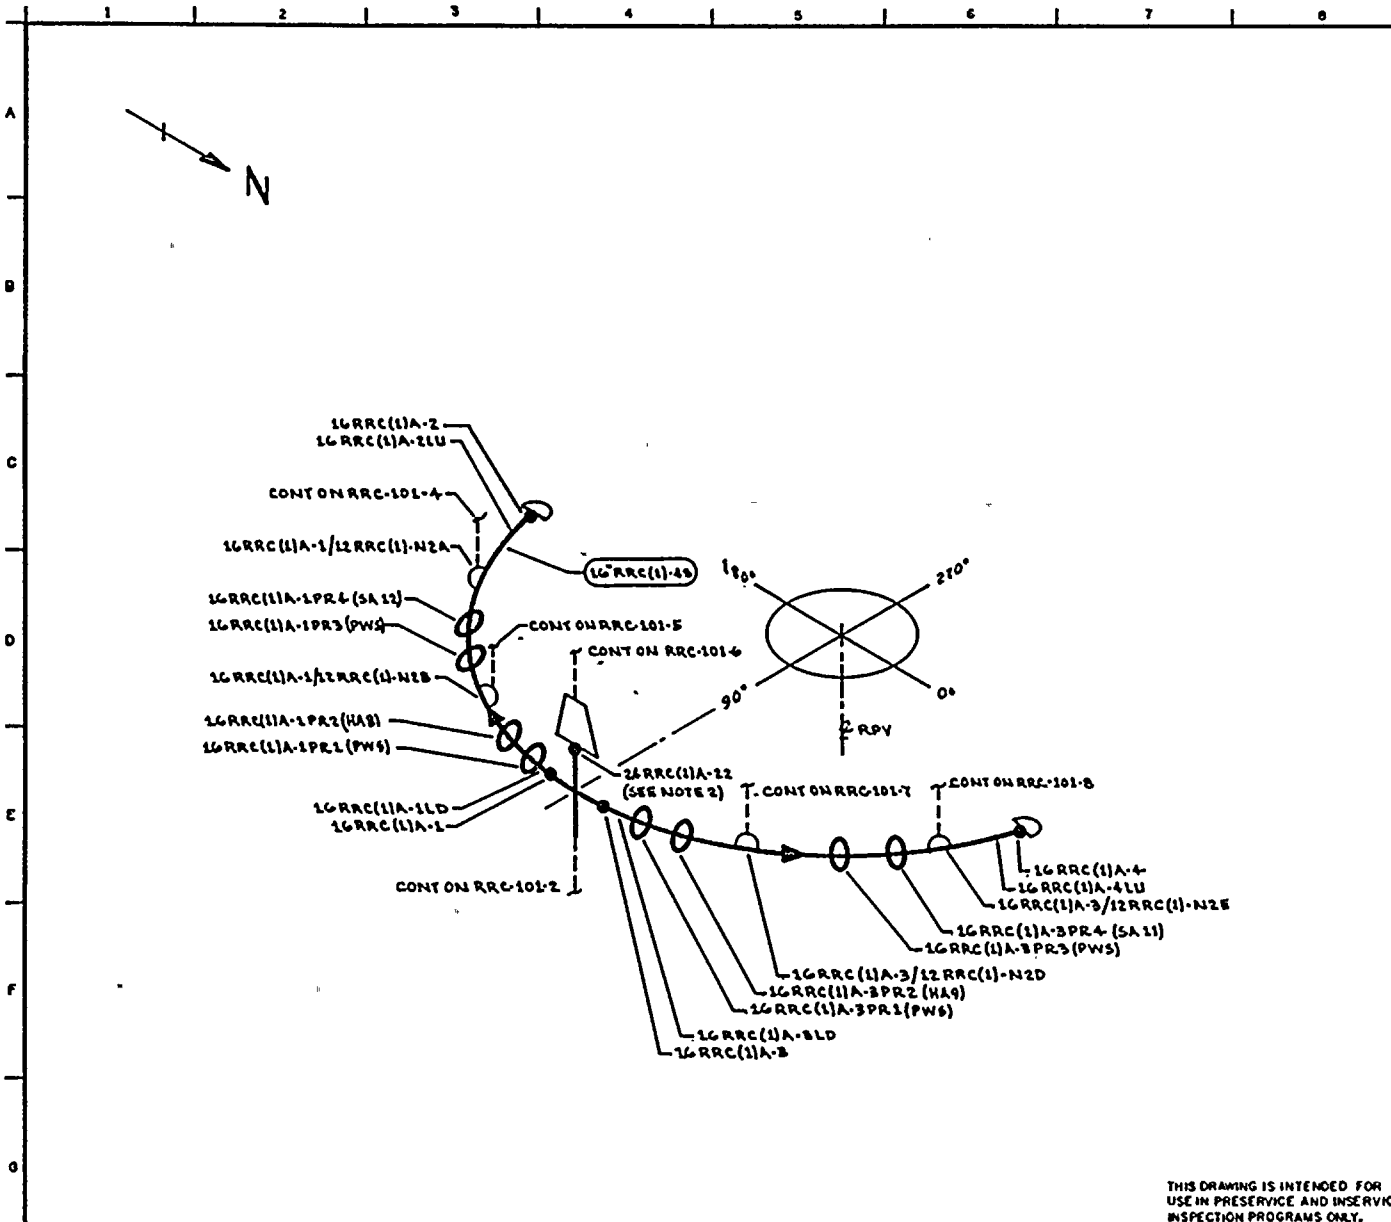 1 2 3 4 5 6 7 8
A
N
B
C
16RRC(1)A-2
16RRC(1)A-2LU
CONT ON RRC-101-4
16RRC(1)A-1/12RRC(1)-N2A
16"RRC(1)-4S
180°
270°
16RRC(1)A-1PR4(SA12)
16RRC(1)A-1PR3(PWS)
CONT ON RRC-101-5
CONT ON RRC-101-6
D
16RRC(1)A-1/12RRC(1)-N2B
90°
0°
16RRC(1)A-1PR2(HA8)
16RRC(1)A-1PR1(PWS)
℄ RPV
26RRC(1)A-22
(SEE NOTE 2)
CONT ON RRC-101-7
CONT ON RRC-101-8
E
16RRC(1)A-1LD
16RRC(1)A-1
CONT ON RRC-101-2
16RRC(1)A-4
16RRC(1)A-4LU
16RRC(1)A-3/12RRC(1)-N2E
16RRC(1)A-3PR4(SA11)
16RRC(1)A-3PR3(PWS)
F
16RRC(1)A-3/12RRC(1)-N2D
16RRC(1)A-3PR2(HA9)
16RRC(1)A-3PR1(PWS)
16RRC(1)A-3LD
16RRC(1)A-3
G
THIS DRAWING IS INTENDED FOR
USE IN PRESERVICE AND INSERVIC
INSPECTION PROGRAMS ONLY.